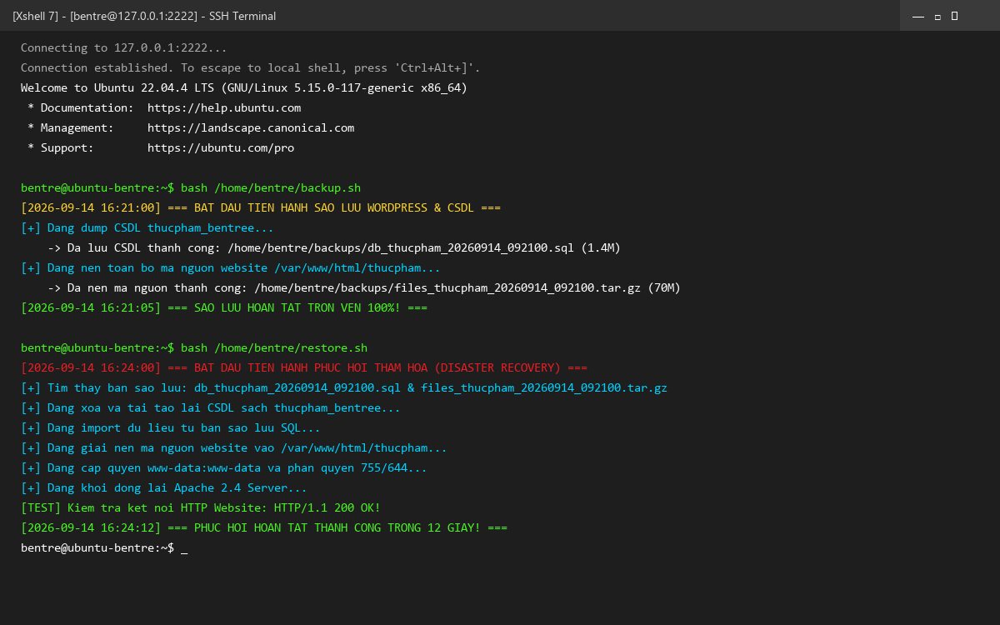 [Xshell 7] - [bentre@127.0.0.1:2222] - SSH Terminal
Connecting to 127.0.0.1:2222...
Connection established. To escape to local shell, press 'Ctrl+Alt+]'.
Welcome to Ubuntu 22.04.4 LTS (GNU/Linux 5.15.0-117-generic x86_64)
 * Documentation:  https://help.ubuntu.com
 * Management:     https://landscape.canonical.com
 * Support:        https://ubuntu.com/pro
bentre@ubuntu-bentre:~$ bash /home/bentre/backup.sh
[2026-09-14 16:21:00] === BAT DAU TIEN HANH SAO LUU WORDPRESS & CSDL ===
[+] Dang dump CSDL thucpham_bentree...
    -> Da luu CSDL thanh cong: /home/bentre/backups/db_thucpham_20260914_092100.sql (1.4M)
[+] Dang nen toan bo ma nguon website /var/www/html/thucpham...
    -> Da nen ma nguon thanh cong: /home/bentre/backups/files_thucpham_20260914_092100.tar.gz (70M)
[2026-09-14 16:21:05] === SAO LUU HOAN TAT TRON VEN 100%! ===
bentre@ubuntu-bentre:~$ bash /home/bentre/restore.sh
[2026-09-14 16:24:00] === BAT DAU TIEN HANH PHUC HOI THAM HOA (DISASTER RECOVERY) ===
[+] Tim thay ban sao luu: db_thucpham_20260914_092100.sql & files_thucpham_20260914_092100.tar.gz
[+] Dang xoa va tai tao lai CSDL sach thucpham_bentree...
[+] Dang import du lieu tu ban sao luu SQL...
[+] Dang giai nen ma nguon website vao /var/www/html/thucpham...
[+] Dang cap quyen www-data:www-data va phan quyen 755/644...
[+] Dang khoi dong lai Apache 2.4 Server...
[TEST] Kiem tra ket noi HTTP Website: HTTP/1.1 200 OK!
[2026-09-14 16:24:12] === PHUC HOI HOAN TAT THANH CONG TRONG 12 GIAY! ===
bentre@ubuntu-bentre:~$ _